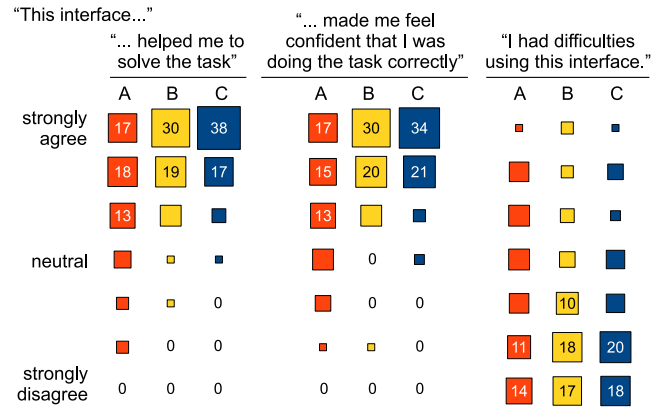 “This interface...”
“... helped me to
solve the task”
“... made me feel
confident that I was
doing the task correctly”
“I had difficulties
using this interface.”
A B C A B C A B C
strongly
agree
17 30 38 17 30 34
18 19 17 15 20 21
13 13
neutral
0
0 0 0
10
0 0 0
11 18 20
strongly
disagree
0 0 0 0 0 0
14 17 18